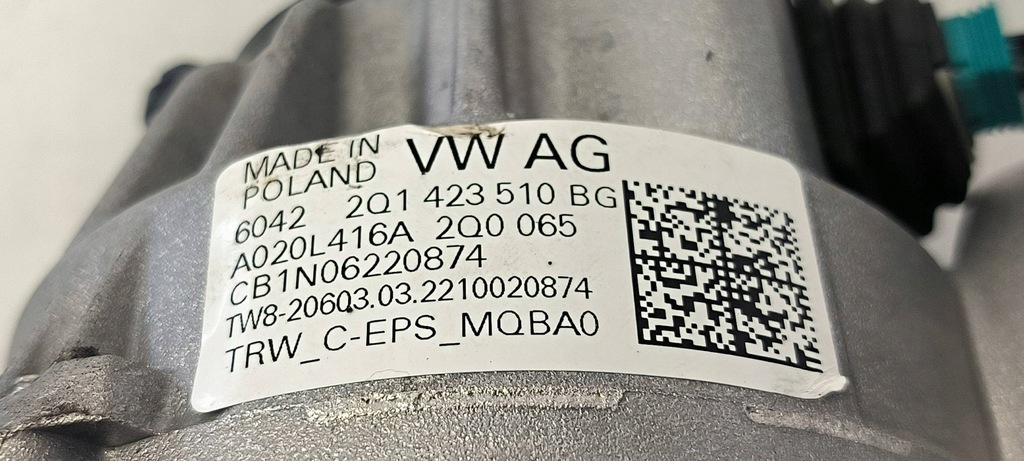 MADE IN
POLAND
VW AG
6042 2Q1 423 510 BG
A020L416A 2Q0 065
CB1N06220874
TW8-20603.03.2210020874
TRW_C-EPS_MQBA0